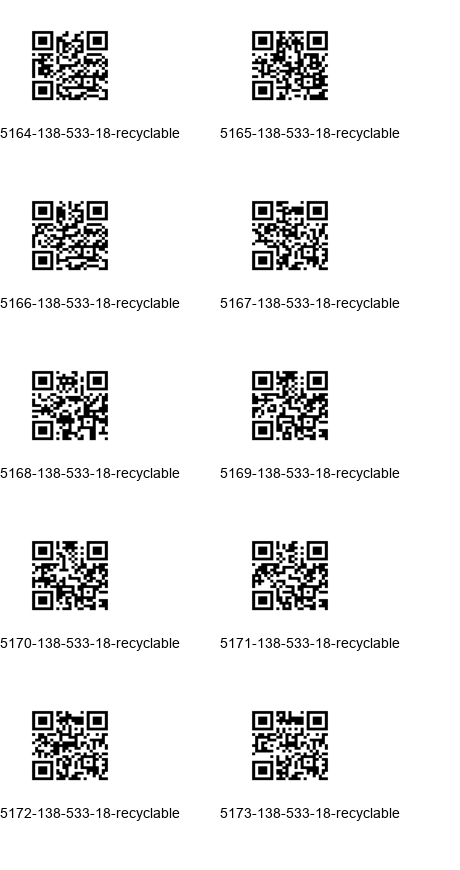 5164-138-533-18-recyclable 5165-138-533-18-recyclable
5166-138-533-18-recyclable 5167-138-533-18-recyclable
5168-138-533-18-recyclable 5169-138-533-18-recyclable
5170-138-533-18-recyclable 5171-138-533-18-recyclable
5172-138-533-18-recyclable 5173-138-533-18-recyclable